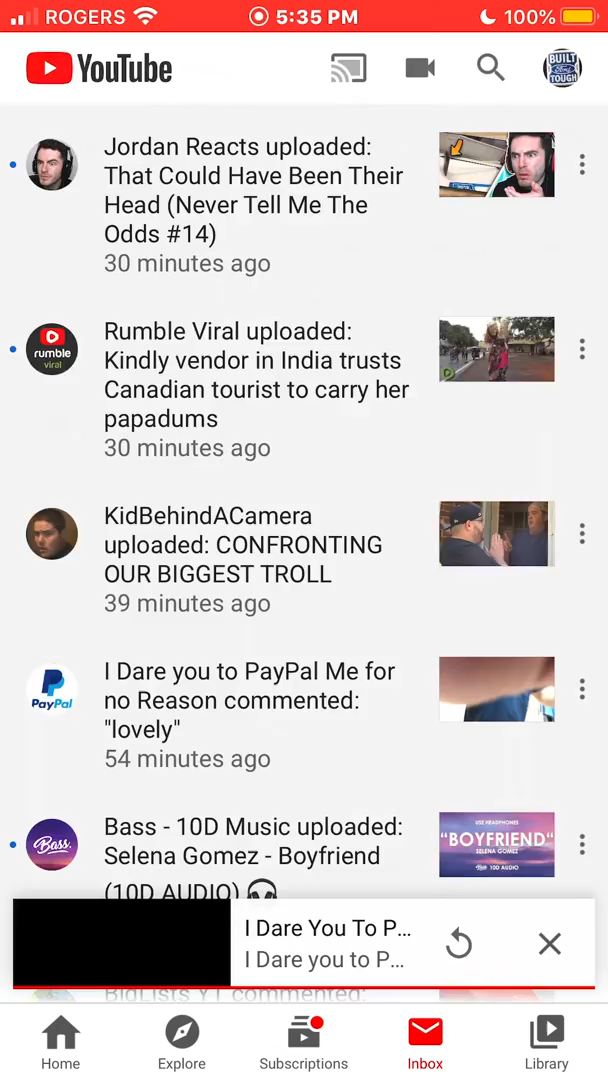 ROGERS 5:35 PM 100%
YouTube
BUILT
Ford
TOUGH
Jordan Reacts uploaded:
That Could Have Been Their
Head (Never Tell Me The
Odds #14)
30 minutes ago
rumble
viral
Rumble Viral uploaded:
Kindly vendor in India trusts
Canadian tourist to carry her
papadums
30 minutes ago
KidBehindACamera
uploaded: CONFRONTING
OUR BIGGEST TROLL
39 minutes ago
PayPal
I Dare you to PayPal Me for
no Reason commented:
"lovely"
54 minutes ago
Bass.
Bass - 10D Music uploaded:
Selena Gomez - Boyfriend
(10D AUDIO)
USE HEADPHONES
"BOYFRIEND"
SELENA GOMEZ
10D AUDIO
I Dare You To P...
I Dare you to P...
BigLists YT commented:
Home
Explore
Subscriptions
Inbox
Library